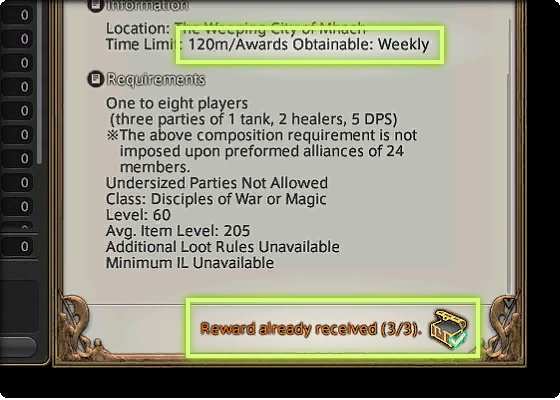 Information
0
Location: The Weeping City of Mhach
Time Limit: 120m/Awards Obtainable: Weekly
0
0
Requirements
0
One to eight players
0
(three parties of 1 tank, 2 healers, 5 DPS)
0
※The above composition requirement is not
0
imposed upon preformed alliances of 24
members.
0
Undersized Parties Not Allowed
Class: Disciples of War or Magic
0
Level: 60
Avg. Item Level: 205
0
Additional Loot Rules Unavailable
Minimum IL Unavailable
Reward already received (3/3).